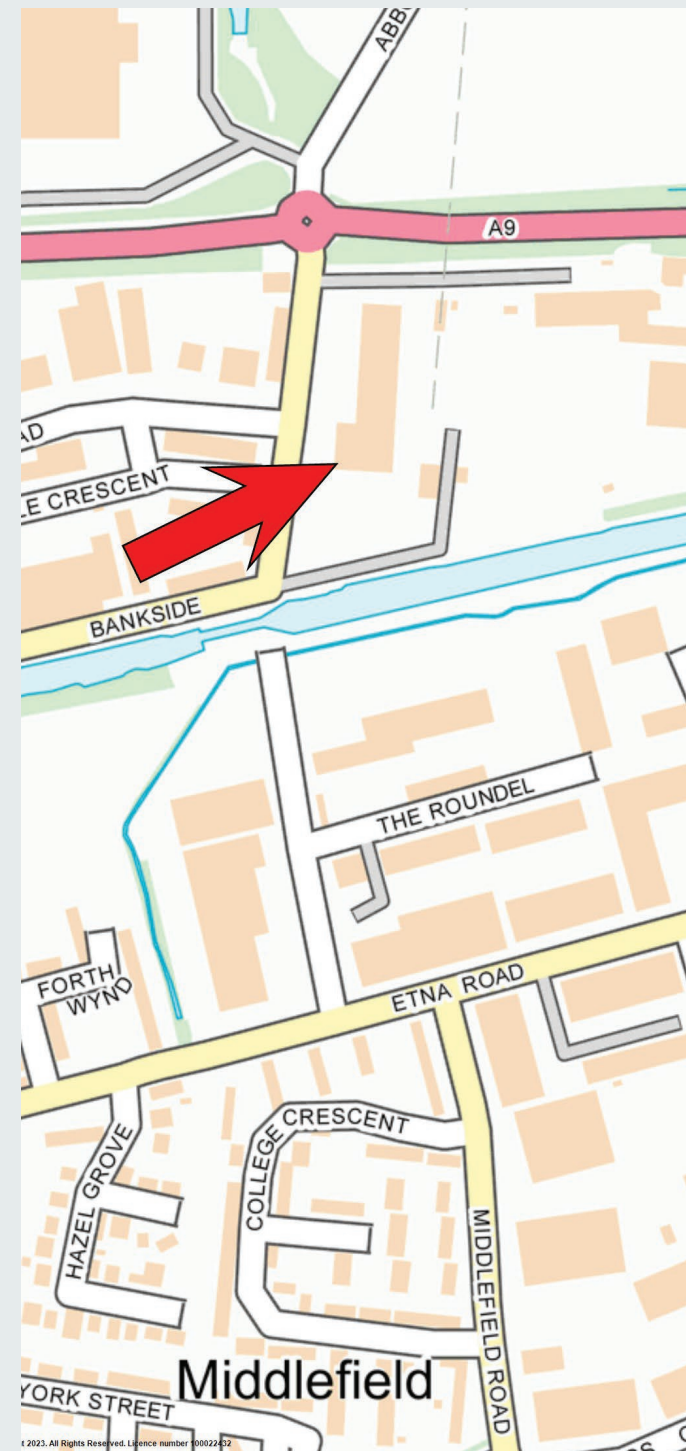 ABB
A9
AD
LE CRESCENT
BANKSIDE
THE ROUNDEL
FORTH
WYND
ETNA ROAD
COLLEGE CRESCENT
HAZEL GROVE
MIDDLEFIELD ROAD
Middlefield
YORK STREET
t 2023. All Rights Reserved. Licence number 100022432